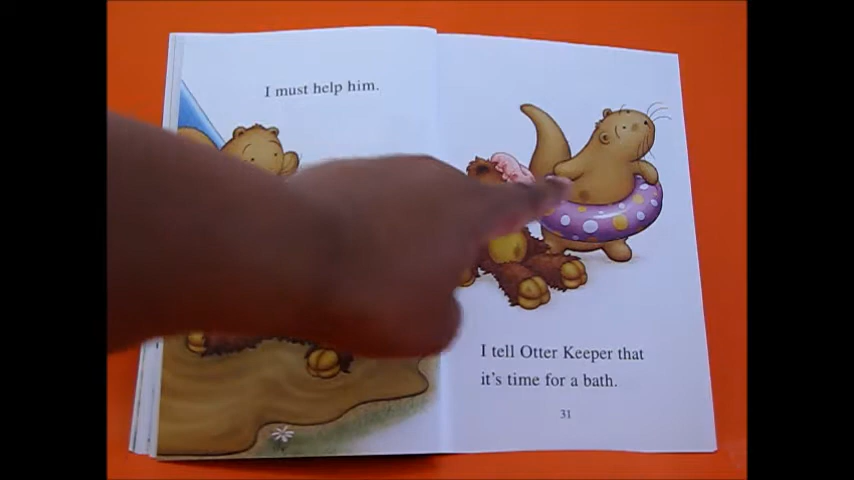 I must help him.
I tell Otter Keeper that
it's time for a bath.
31